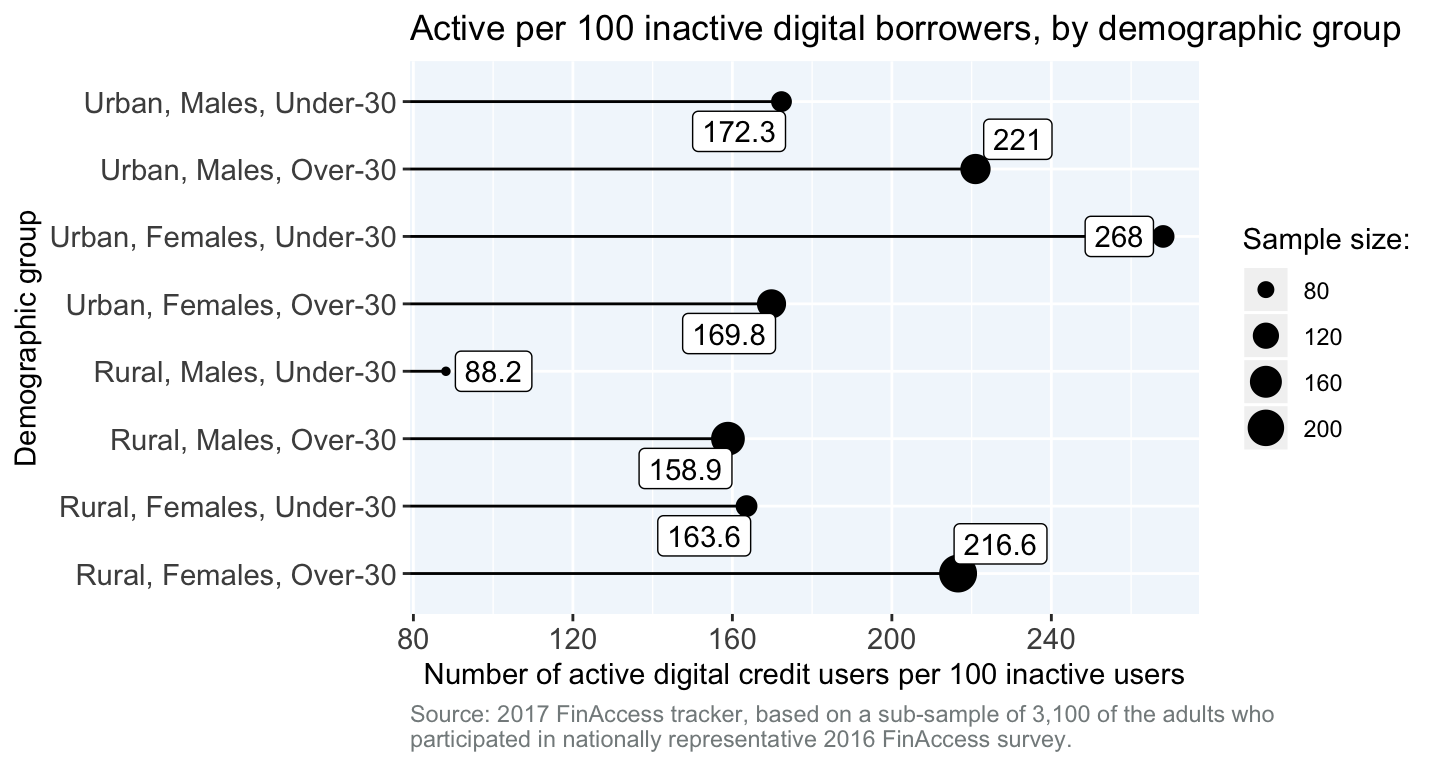 Active per 100 inactive digital borrowers, by demographic group
Demographic group
Urban, Males, Under-30
172.3
Urban, Males, Over-30
221
Urban, Females, Under-30
268
Urban, Females, Over-30
169.8
Rural, Males, Under-30
88.2
Rural, Males, Over-30
158.9
Rural, Females, Under-30
163.6
Rural, Females, Over-30
216.6
80 120 160 200 240
Number of active digital credit users per 100 inactive users
Sample size:
80
120
160
200
Source: 2017 FinAccess tracker, based on a sub-sample of 3,100 of the adults who
participated in nationally representative 2016 FinAccess survey.